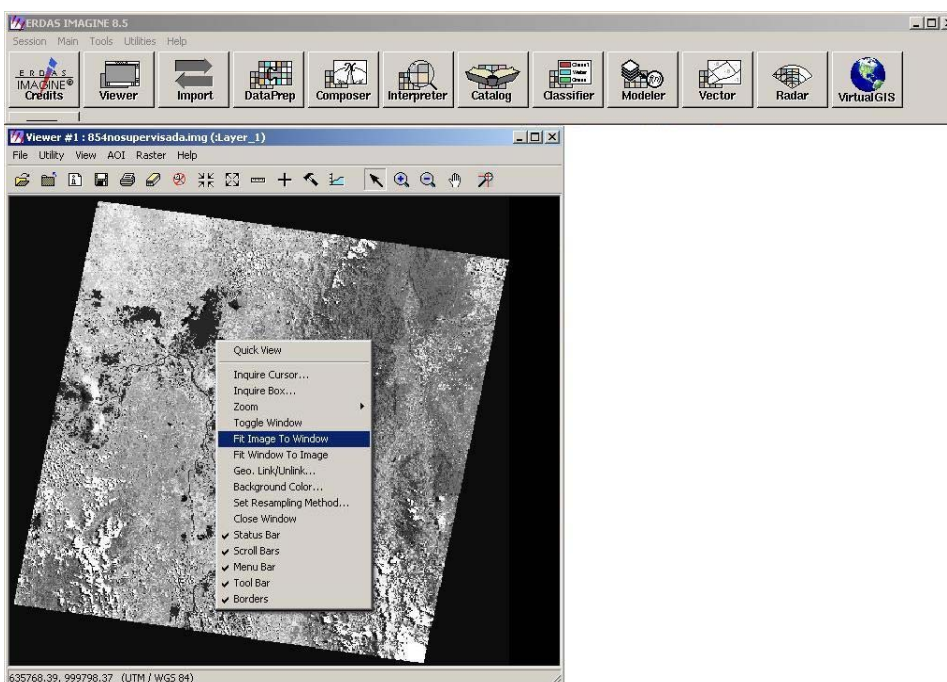 ERDAS IMAGINE 8.5
Session Main Tools Utilities Help
ERDAS
IMAGINE®
Credits Viewer Import DataPrep Composer Interpreter Catalog Classifier Modeler Vector Radar VirtualGIS
Viewer #1 : 854nosupervisada.img (:Layer_1)
File Utility View AOI Raster Help
Quick View
Inquire Cursor...
Inquire Box...
Zoom
Toggle Window
Fit Image To Window
Fit Window To Image
Geo. Link/Unlink...
Background Color...
Set Resampling Method...
Close Window
Status Bar
Scroll Bars
Menu Bar
Tool Bar
Borders
635768.39, 999798.37 (UTM / WGS 84)